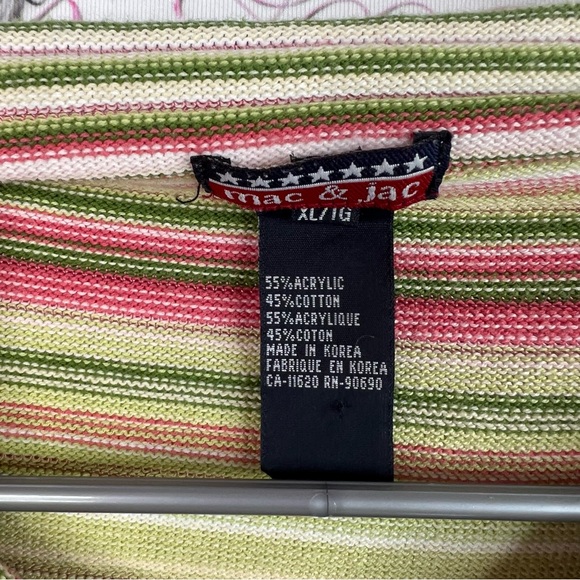 mac & jac
XL/TG
55%ACRYLIC
45%COTTON
55%ACRYLIQUE
45%COTON
MADE IN KOREA
FABRIQUE EN KOREA
CA-11620 RN-90690